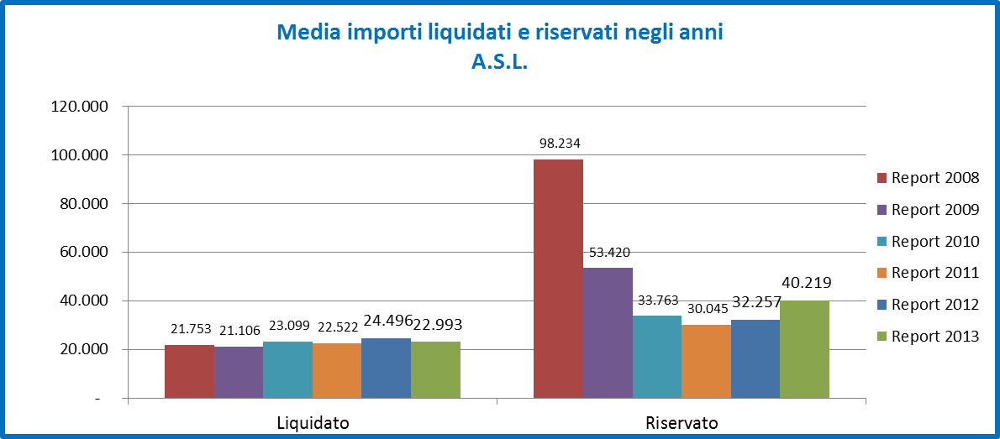 Media importi liquidati e riservati negli anni
A.S.L.
120.000
100.000
80.000
60.000
40.000
20.000
-
98.234
53.420
33.763
30.045
32.257
40.219
21.753
21.106
23.099
22.522
24.496
22.993
Liquidato
Riservato
Report 2008
Report 2009
Report 2010
Report 2011
Report 2012
Report 2013